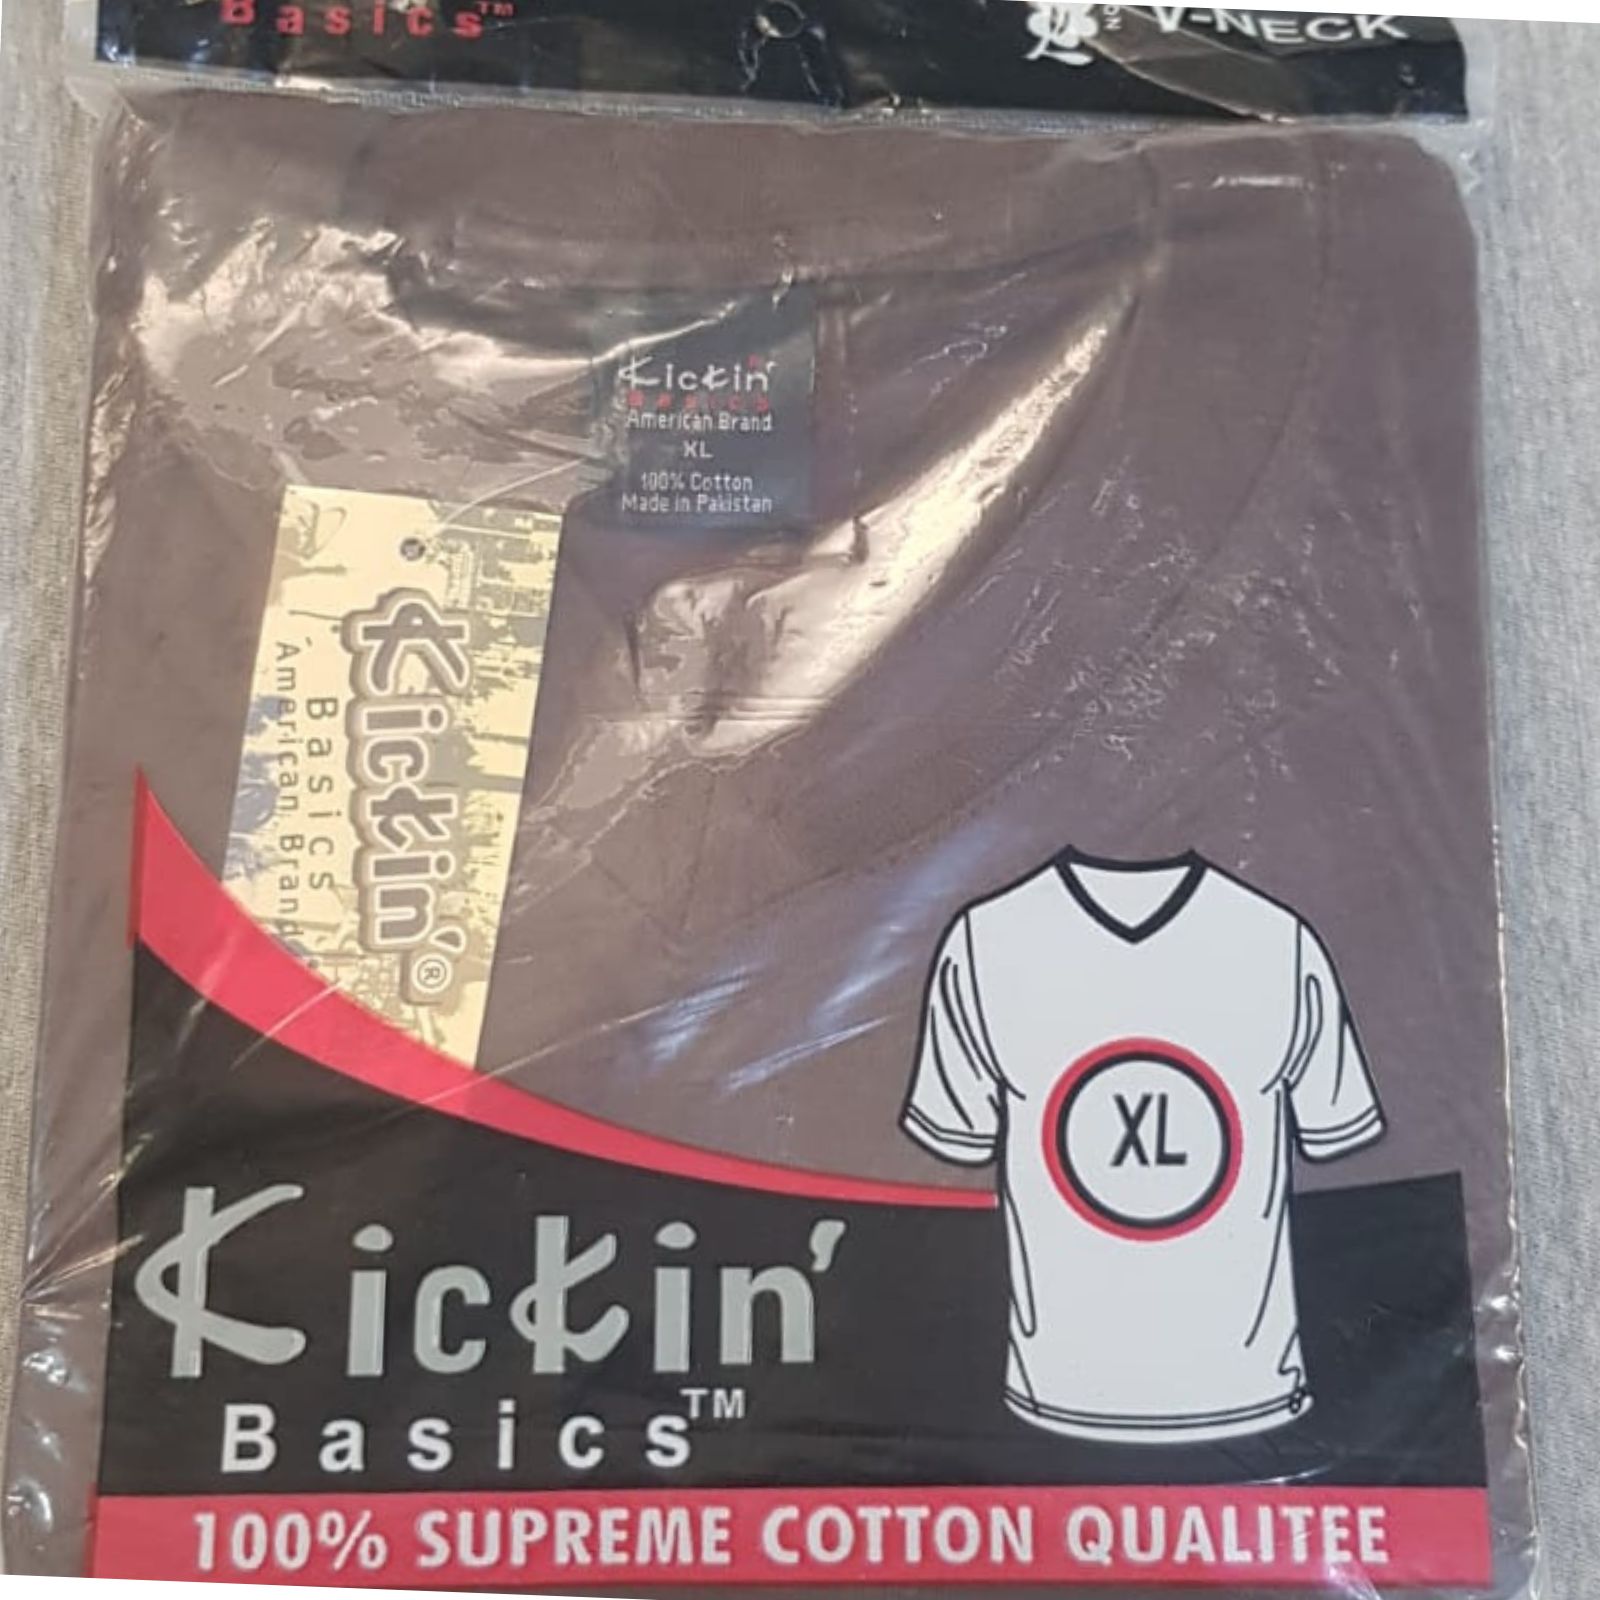 Basics™
V-NECK
Kickin'
Basics
American Brand
XL
100% Cotton
Made in Pakistan
Kickin'®
Basics
American Brand
XL
Kickin'
Basics™
100% SUPREME COTTON QUALITEE